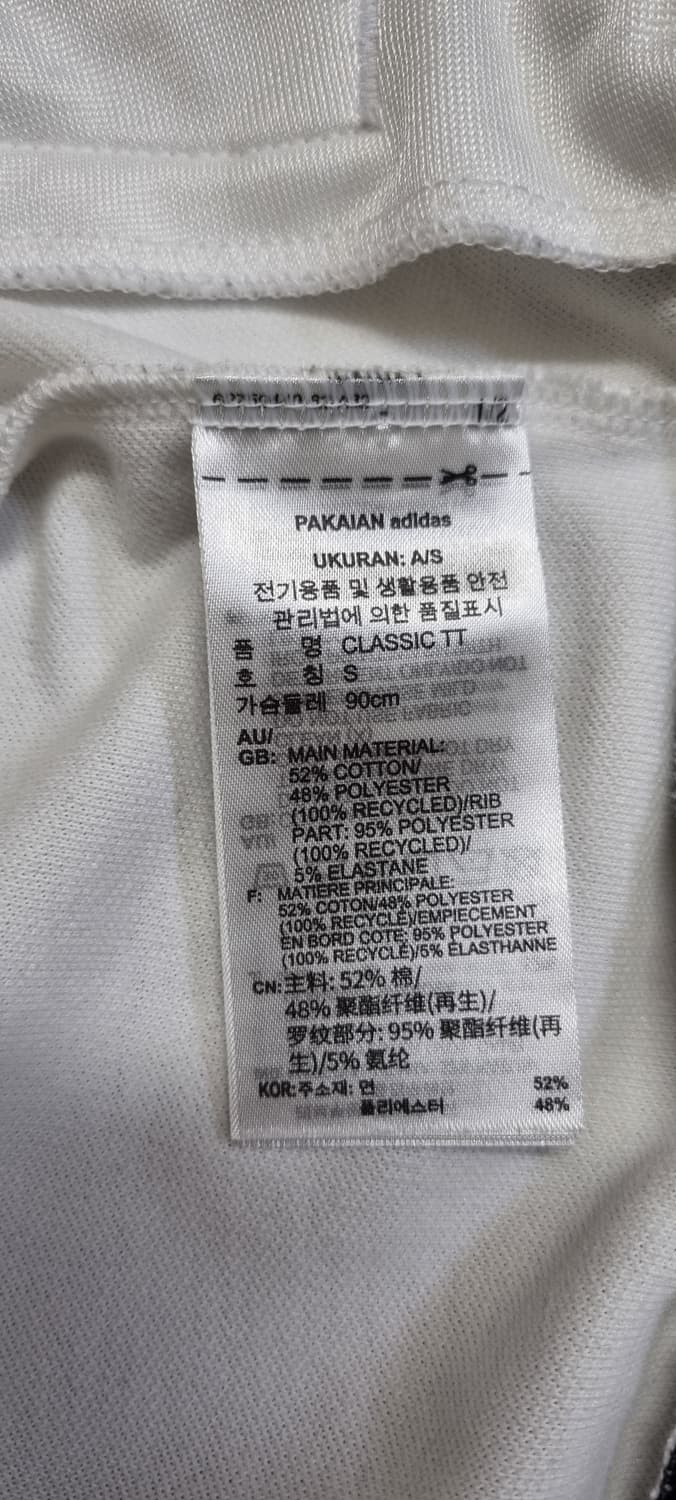 PAKAIAN adidas
UKURAN: A/S
전기용품 및 생활용품 안전
관리법에 의한 품질표시
품 명 CLASSIC TT
호 칭 S
가슴둘레 90cm
AU/
GB: MAIN MATERIAL:
52% COTTON/
48% POLYESTER
(100% RECYCLED)/RIB
PART: 95% POLYESTER
(100% RECYCLED)/
5% ELASTANE
F: MATIERE PRINCIPALE:
52% COTON/48% POLYESTER
(100% RECYCLÉ)/EMPIECEMENT
EN BORD COTE: 95% POLYESTER
(100% RECYCLÉ)/5% ÉLASTHANNE
CN:主料: 52% 棉/
48% 聚酯纤维(再生)/
罗纹部分: 95% 聚酯纤维(再
生)/5% 氨纶
KOR:주소재: 면 52%
폴리에스터 48%